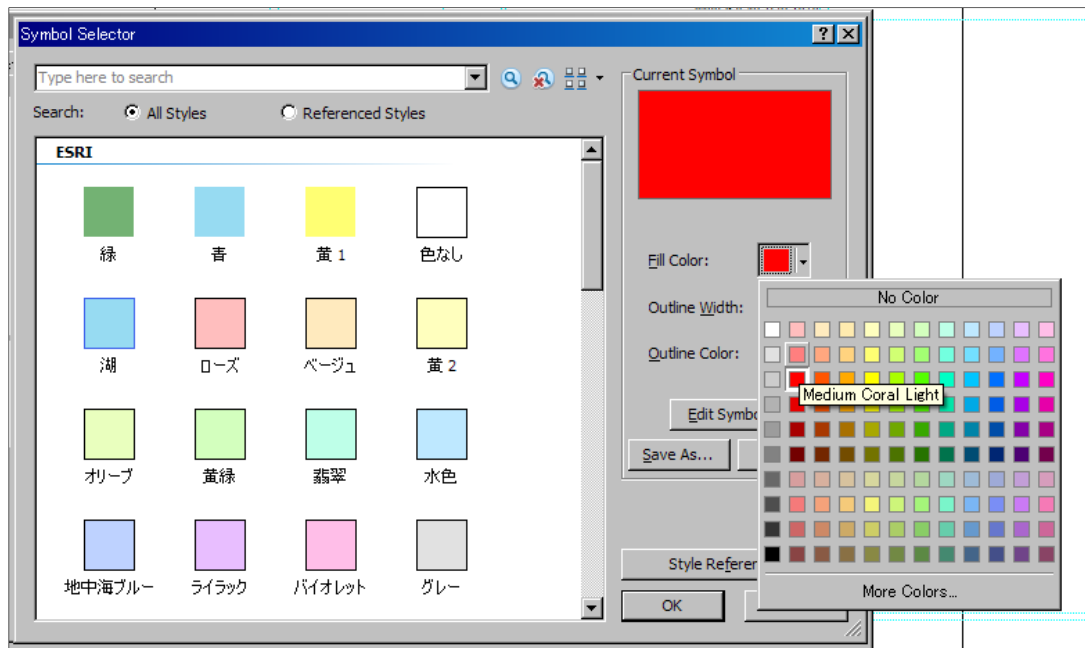 Symbol Selector
Type here to search
Search:
All Styles
Referenced Styles
ESRI
緑
青
黄 1
色なし
湖
ローズ
ベージュ
黄 2
オリーブ
黄緑
翡翠
水色
地中海ブルー
ライラック
バイオレット
グレー
Current Symbol
Fill Color:
Outline Width:
Outline Color:
Edit Symbo
Save As...
Style Referen
OK
No Color
Medium Coral Light
More Colors...